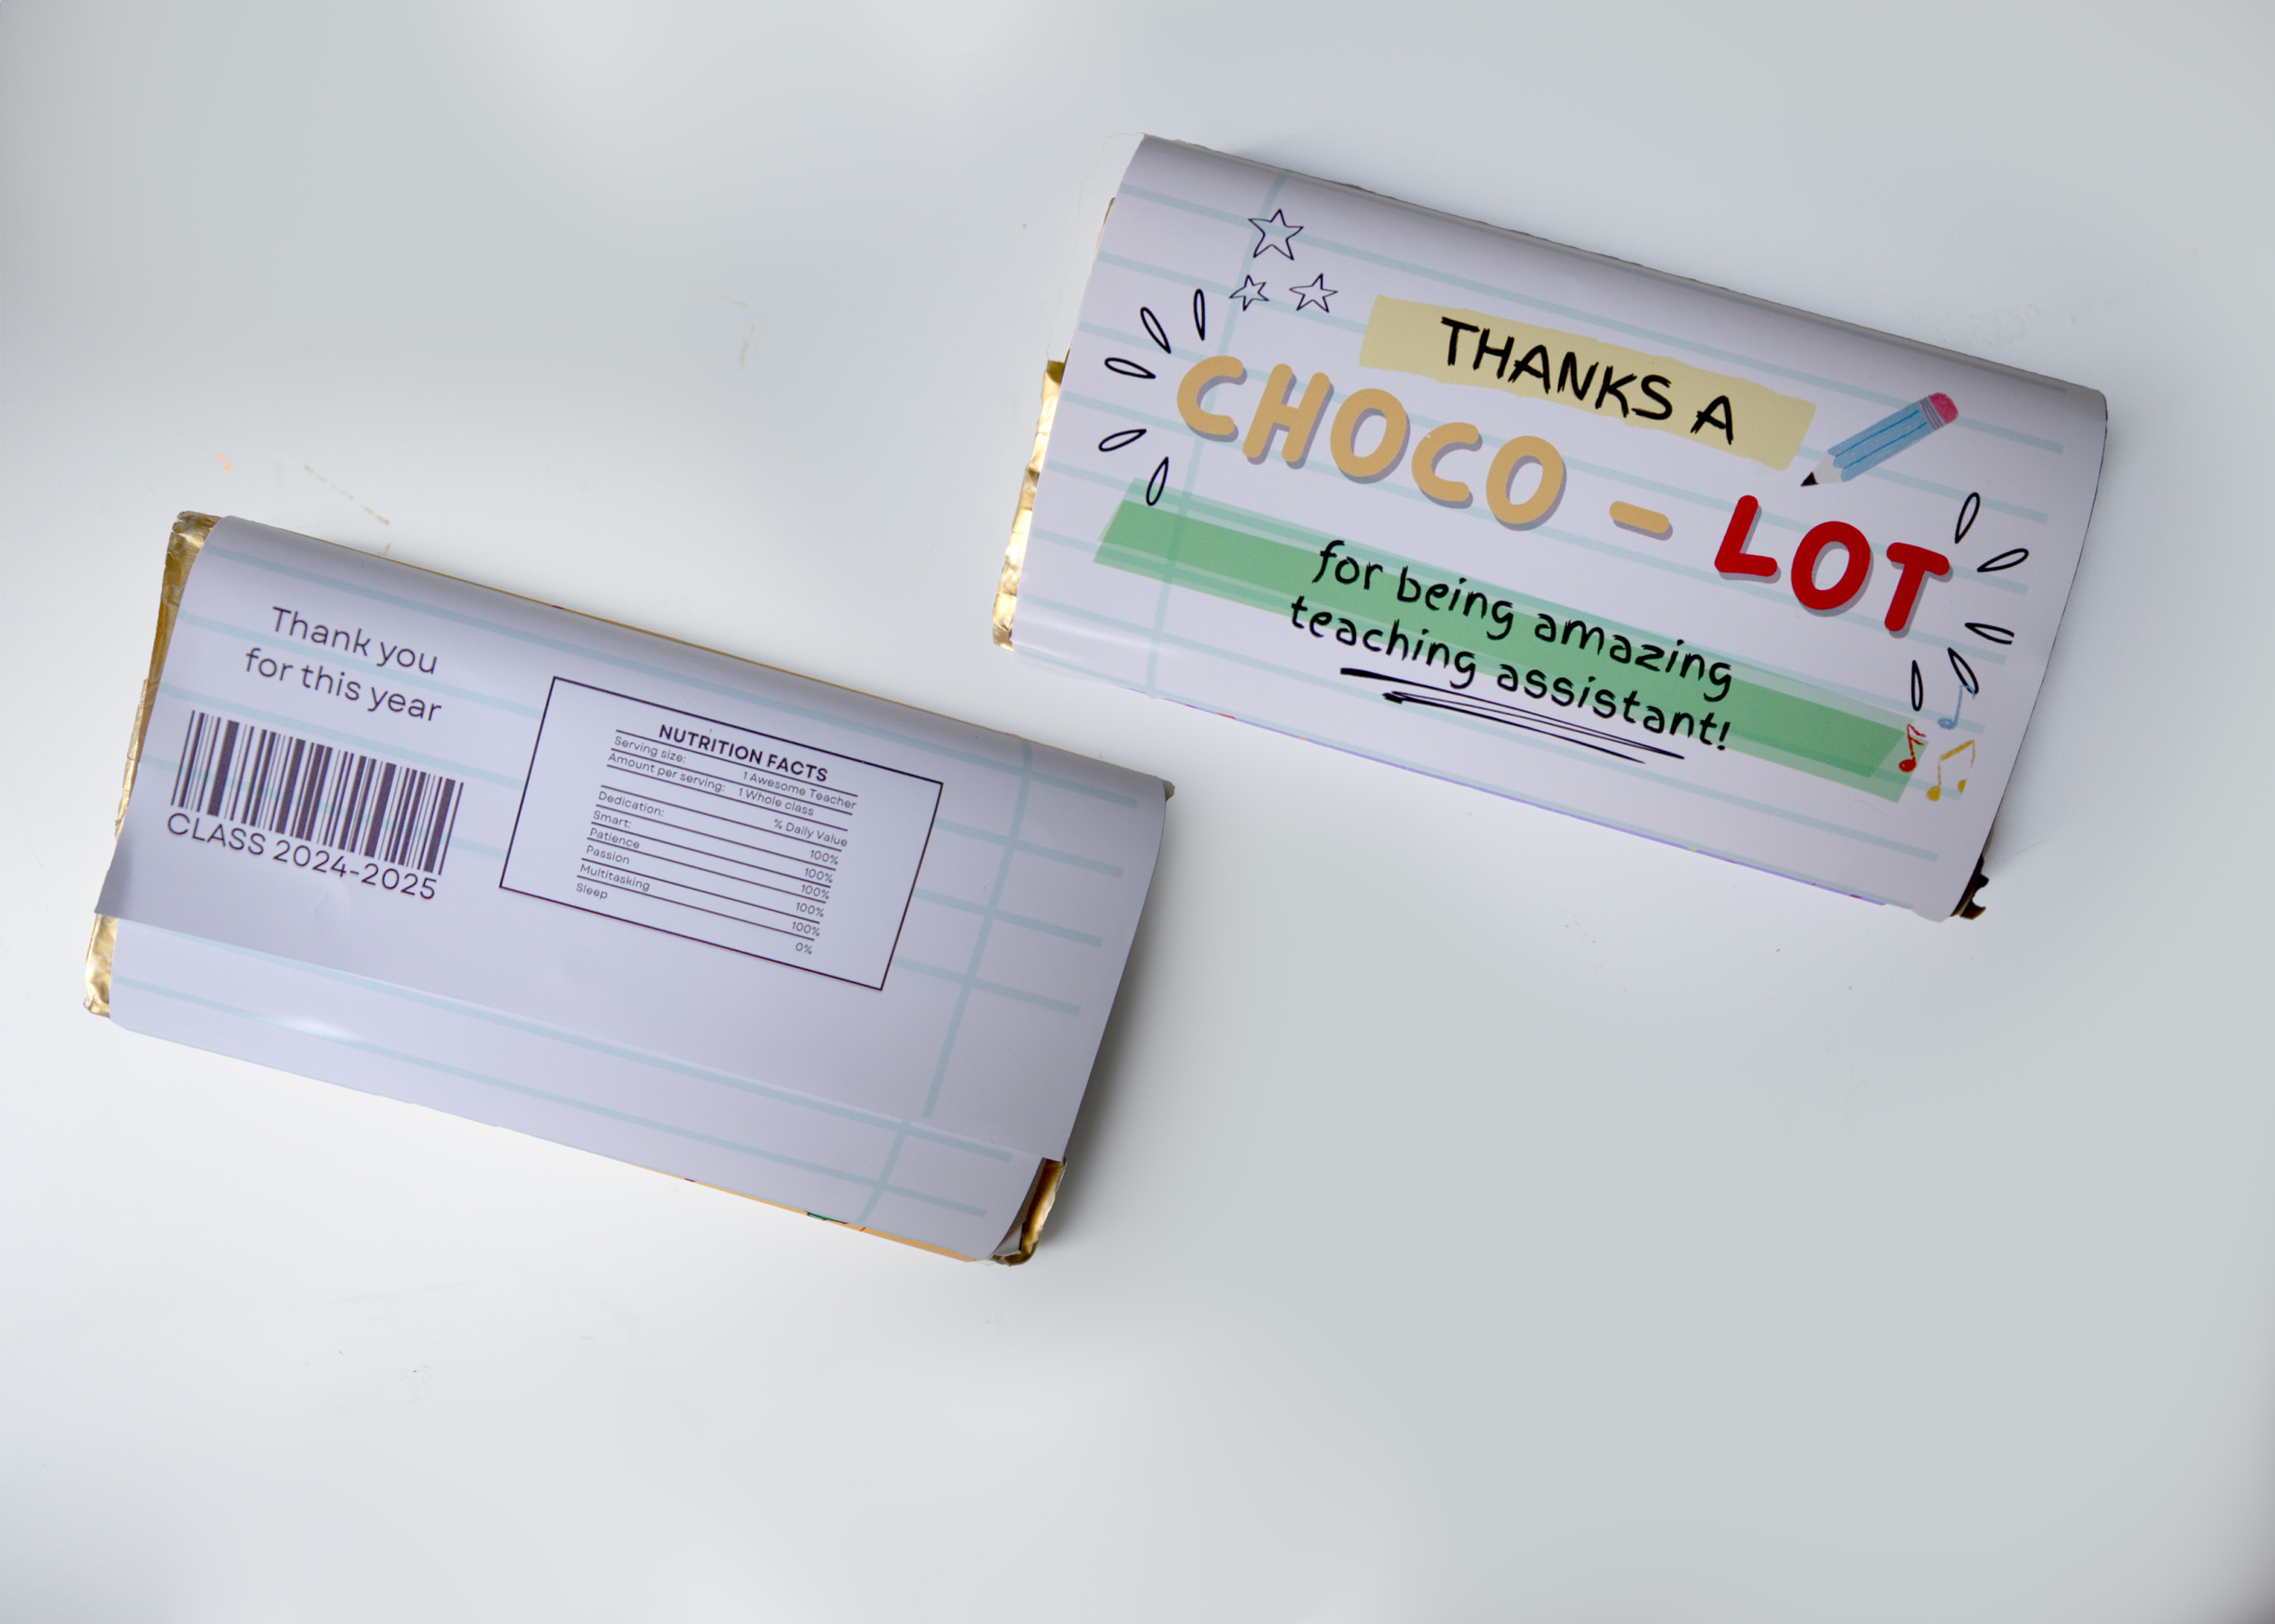 THANKS A
CHOCO - LOT
for being amazing
teaching assistant!
Thank you
for this year
CLASS 2024-2025
NUTRITION FACTS
Serving size: 1 Awesome Teacher
Amount per serving: 1 Whole class
% Daily Value
Dedication: 100%
Smart: 100%
Patience 100%
Passion 100%
Multitasking 100%
Sleep 0%